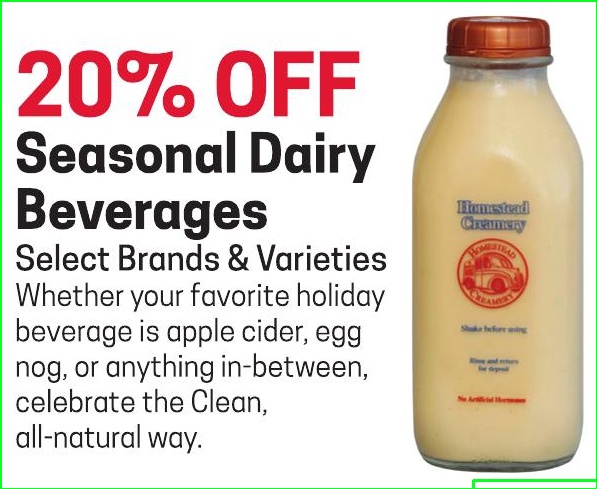 20% OFF
Seasonal Dairy
Beverages
Select Brands & Varieties
Whether your favorite holiday
beverage is apple cider, egg
nog, or anything in-between,
celebrate the Clean,
all-natural way.
Homestead
Creamery
HOMESTEAD
CREAMERY
Shake before using
Rinse and return
for deposit
No Artificial Hormones